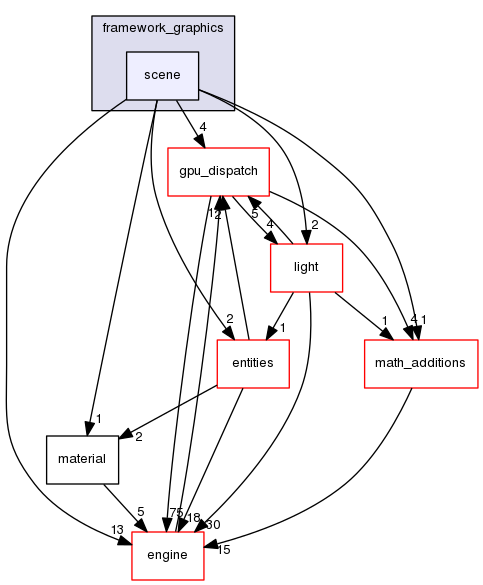 framework_graphics
scene
4
gpu_dispatch
12
5
4
2
light
2
1
1
4
1
entities
math_additions
1
2
material
5
75
18
30
13
15
engine